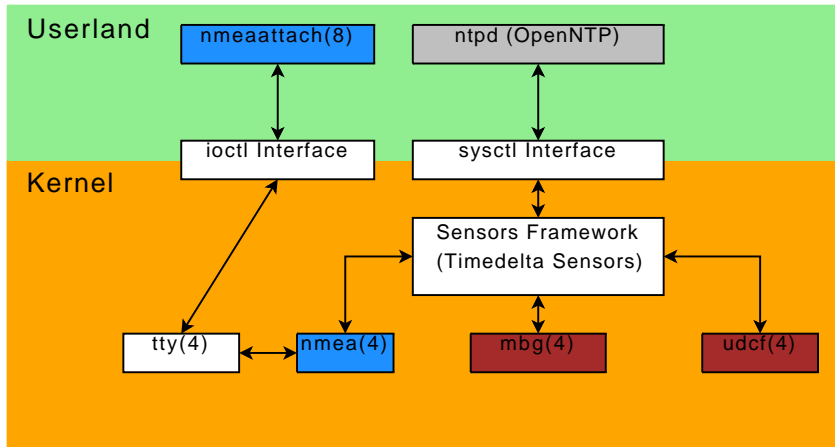 Userland
nmeaattach(8)
ntpd (OpenNTP)
ioctl Interface
sysctl Interface
Kernel
Sensors Framework
(Timedelta Sensors)
tty(4)
nmea(4)
mbg(4)
udcf(4)